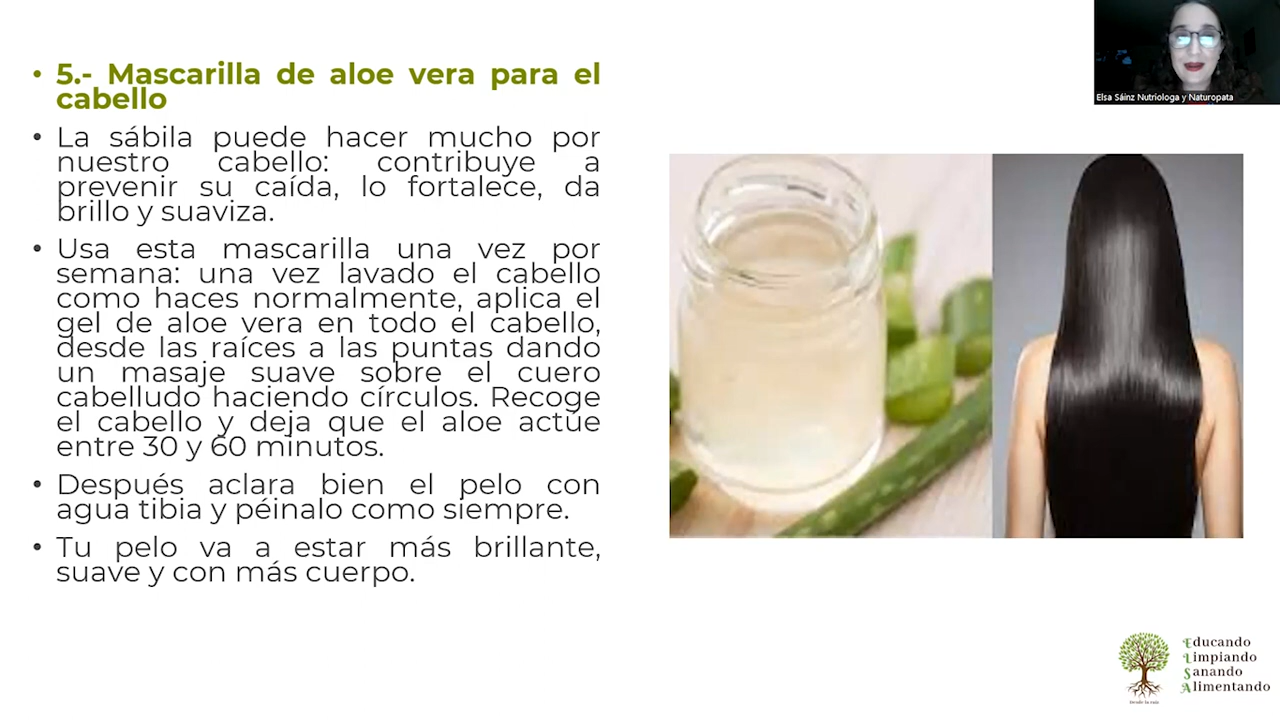 • 5.- Mascarilla de aloe vera para el
cabello
• La sábila puede hacer mucho por
nuestro cabello: contribuye a
prevenir su caída, lo fortalece, da
brillo y suaviza.
• Usa esta mascarilla una vez por
semana: una vez lavado el cabello
como haces normalmente, aplica el
gel de aloe vera en todo el cabello,
desde las raíces a las puntas dando
un masaje suave sobre el cuero
cabelludo haciendo círculos. Recoge
el cabello y deja que el aloe actúe
entre 30 y 60 minutos.
• Después aclara bien el pelo con
agua tibia y péinalo como siempre.
• Tu pelo va a estar más brillante,
suave y con más cuerpo.
Elsa Sáinz Nutriologa y Naturopata
Educando
Limpiando
Sanando
Alimentando
Desde la raíz